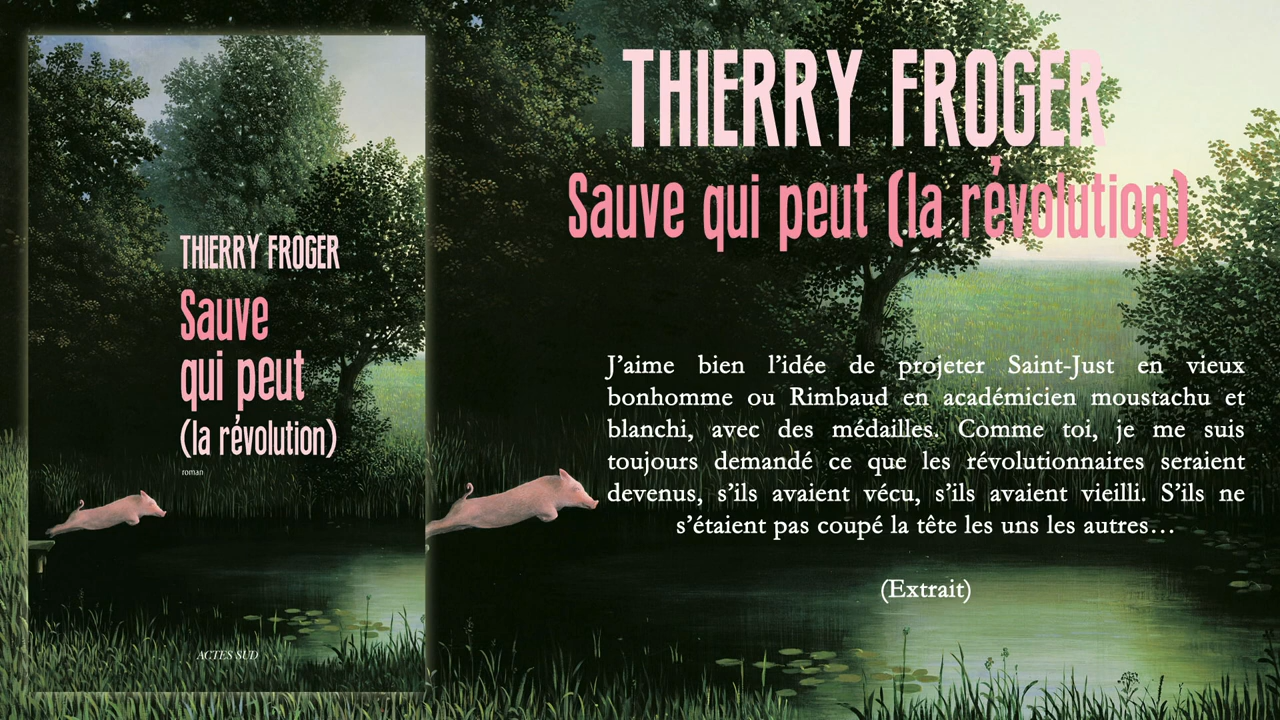 THIERRY FROGER
Sauve
qui peut
(la révolution)
roman
ACTES SUD
THIERRY FROGER
Sauve qui peut (la révolution)
J'aime bien l'idée de projeter Saint-Just en vieux
bonhomme ou Rimbaud en académicien moustachu et
blanchi, avec des médailles. Comme toi, je me suis
toujours demandé ce que les révolutionnaires seraient
devenus, s'ils avaient vécu, s'ils avaient vieilli. S'ils ne
s'étaient pas coupé la tête les uns les autres…
(Extrait)